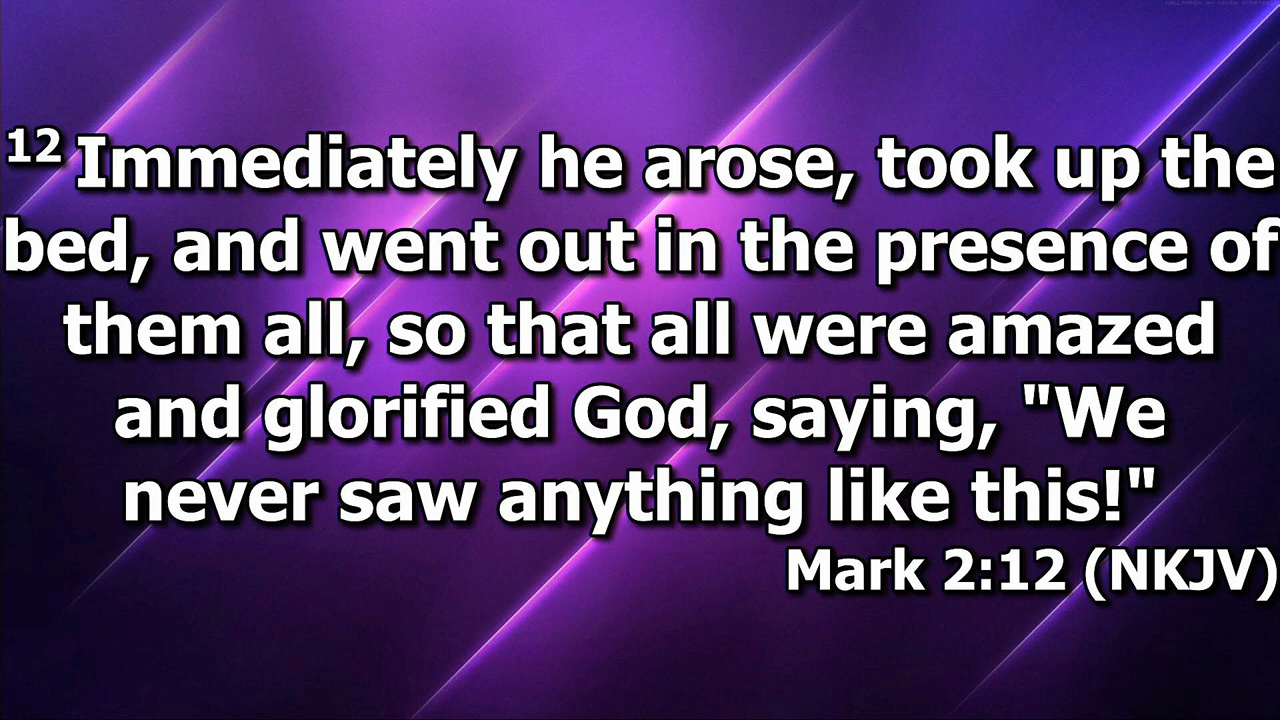 12 Immediately he arose, took up the
bed, and went out in the presence of
them all, so that all were amazed
and glorified God, saying, "We
never saw anything like this!"
Mark 2:12 (NKJV)